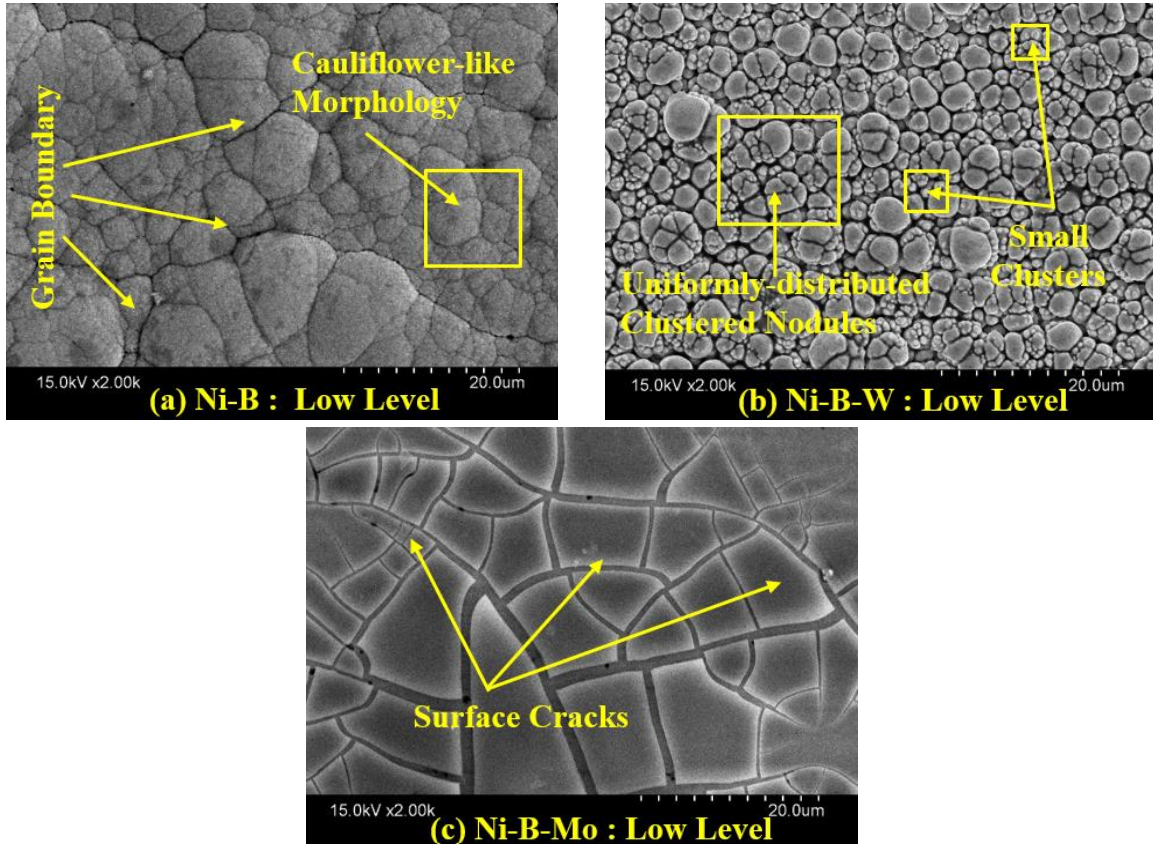 Cauliflower-like
Morphology
Grain Boundary
15.0kV x2.00k
20.0um
(a) Ni-B : Low Level
Small
Clusters
Uniformly-distributed
Clustered Nodules
15.0kV x2.00k
20.0um
(b) Ni-B-W : Low Level
Surface Cracks
15.0kV x2.00k
20.0um
(c) Ni-B-Mo : Low Level